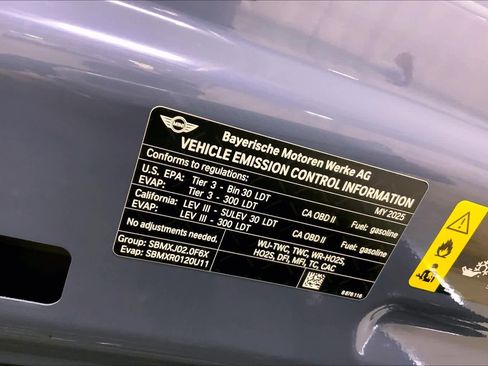 MINI
Bayerische Motoren Werke AG
VEHICLE EMISSION CONTROL INFORMATION
Conforms to regulations: MY 2025
U.S. EPA: Tier 3 - Bin 30 LDT CA OBD II Fuel: gasoline
EVAP: Tier 3 - 300 LDT
California: LEV III - SULEV 30 LDT CA OBD II Fuel: gasoline
EVAP: LEV III - 300 LDT
No adjustments needed.
Group: SBMXJ02.0F6X WU-TWC, TWC, WR-HO2S,
Evap: SBMXR0120U11 HO2S, DFI, MFI, TC, CAC